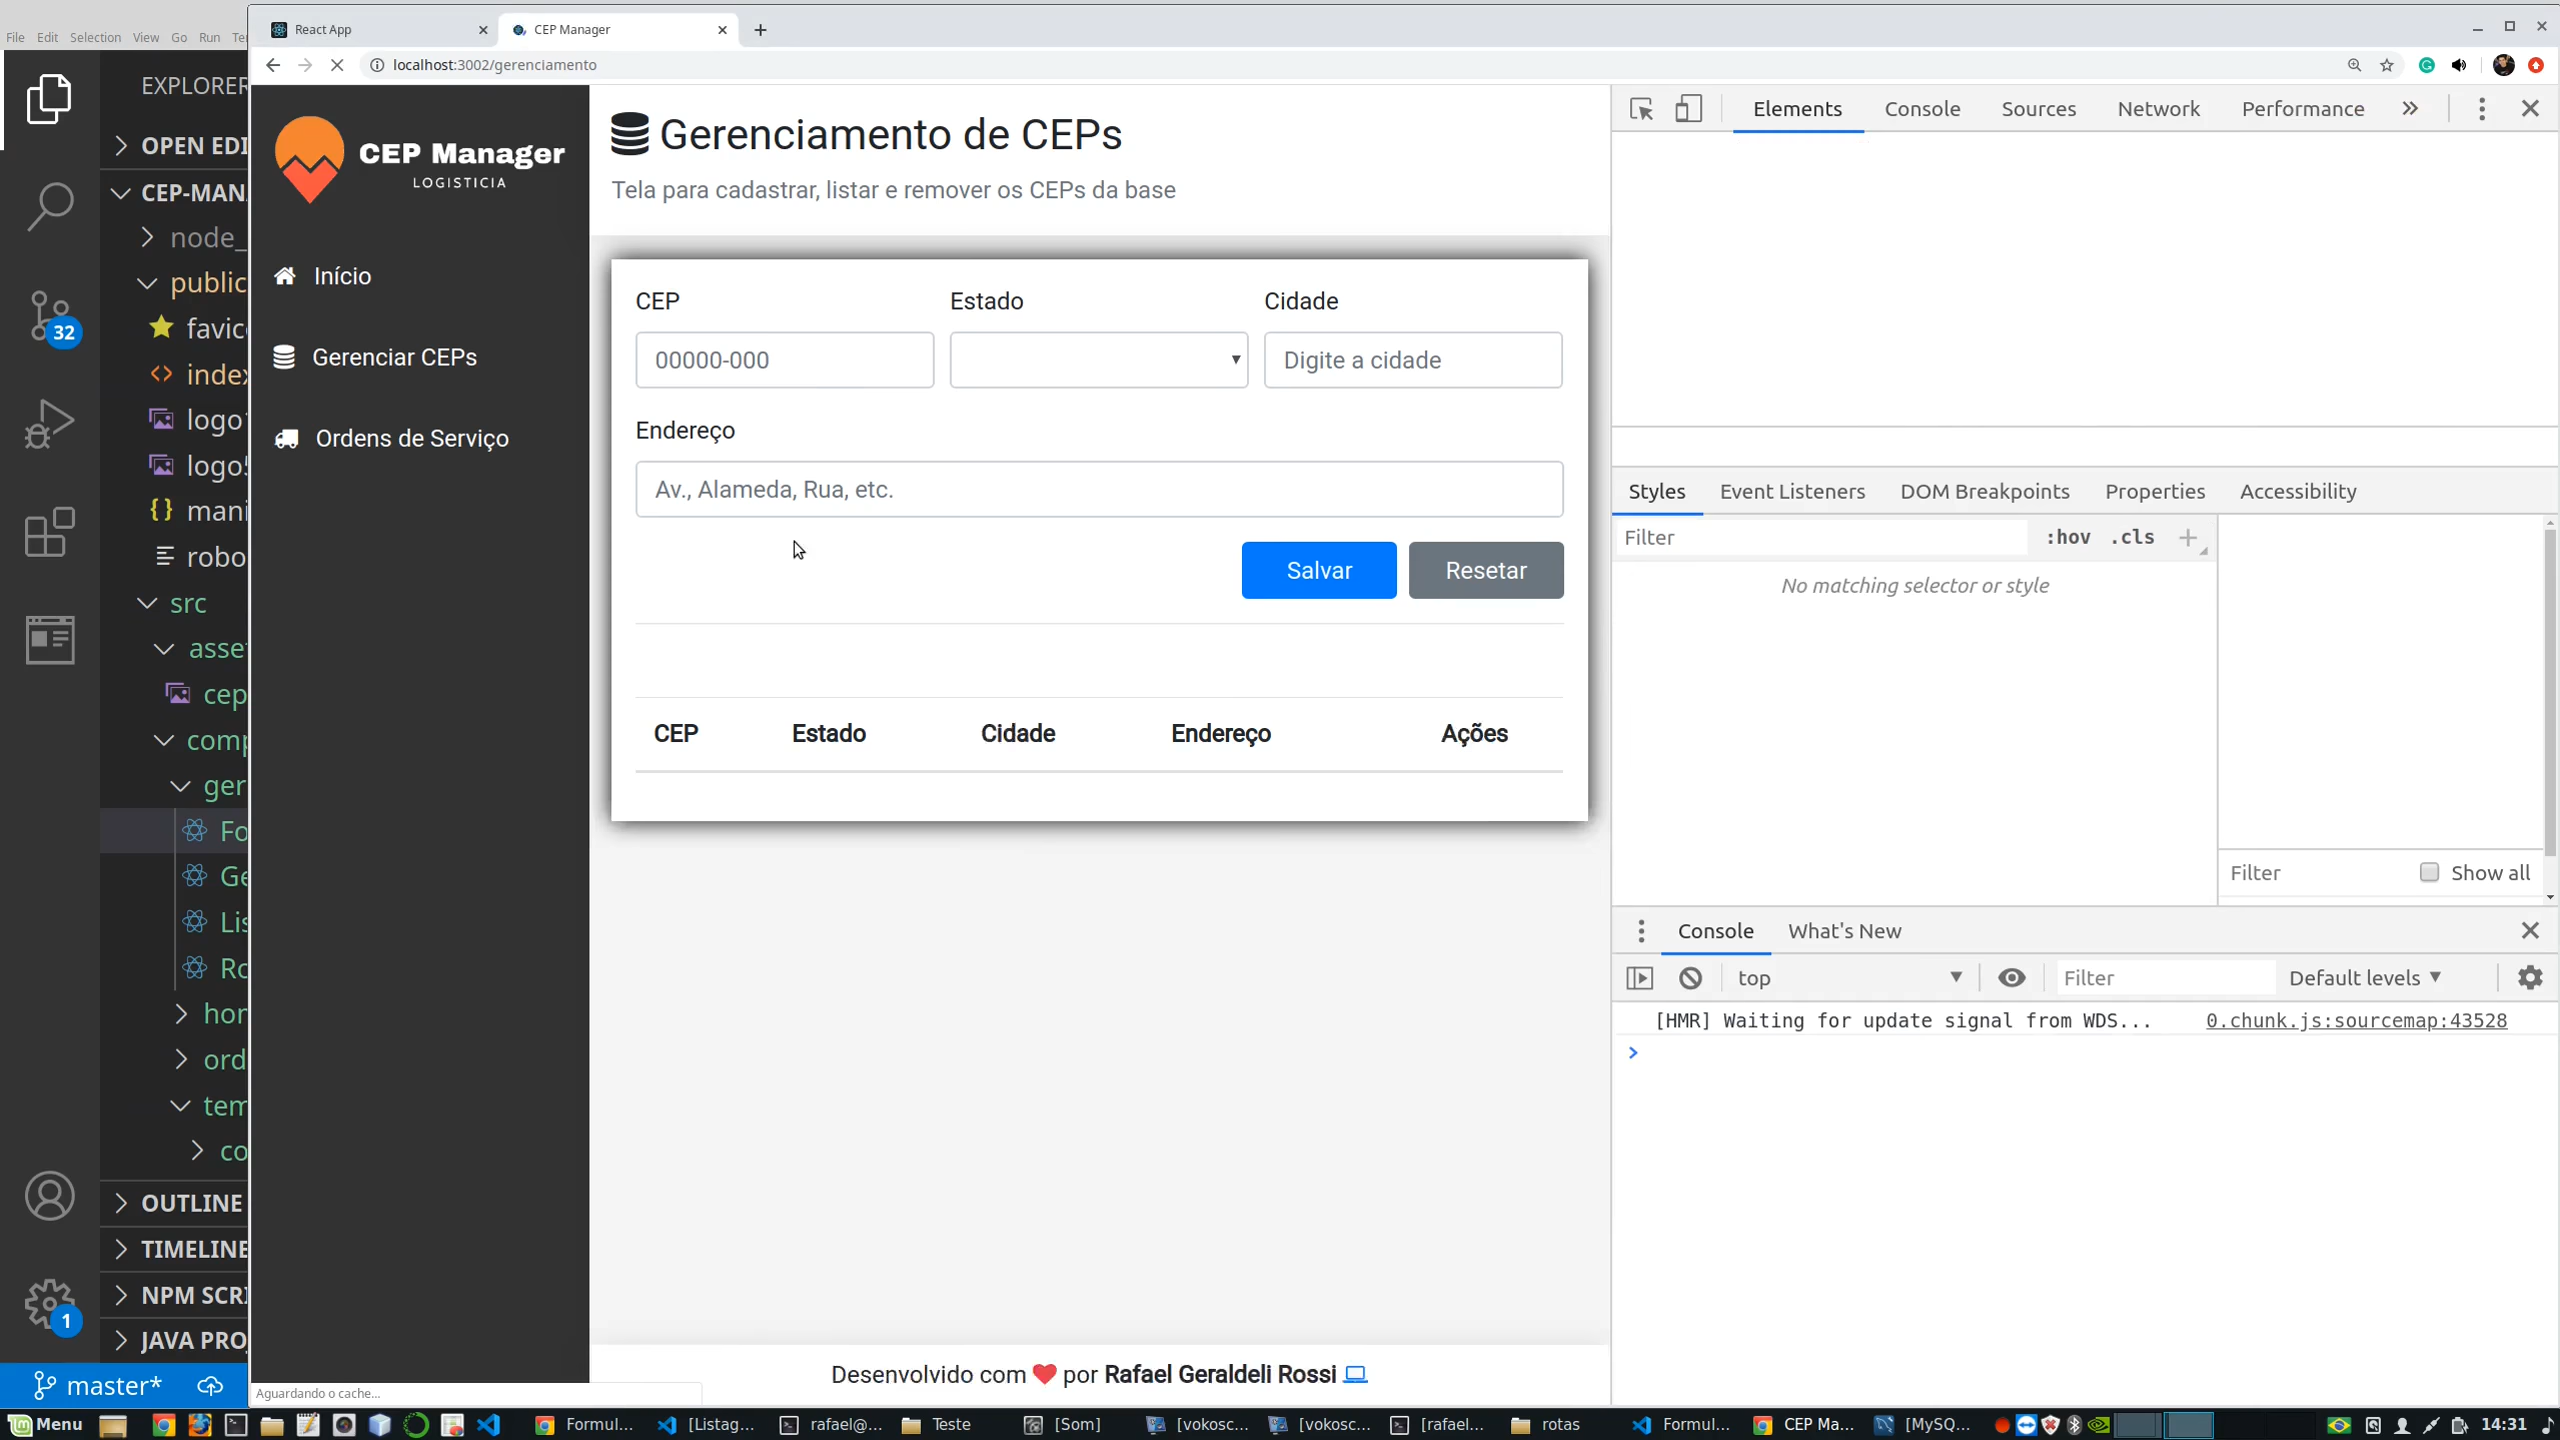 File Edit Selection View Go Run Te
React App
CEP Manager
localhost:3002/gerenciamento
EXPLORER
OPEN EDI
CEP-MAN
node_
public
favic
index
logo
logo
mani
robo
src
asse
cep
comp
ger
Fo
Ge
Lis
Ro
hor
ord
tem
co
OUTLINE
TIMELINE
NPM SCRI
JAVA PRO
32
1
master*
CEP Manager
LOGISTICIA
Início
Gerenciar CEPs
Ordens de Serviço
Aguardando o cache...
Gerenciamento de CEPs
Tela para cadastrar, listar e remover os CEPs da base
CEP Estado Cidade
00000-000 Digite a cidade
Endereço
Av., Alameda, Rua, etc.
Salvar Resetar
CEP Estado Cidade Endereço Ações
Desenvolvido com ❤ por Rafael Geraldeli Rossi
Elements Console Sources Network Performance »
Styles Event Listeners DOM Breakpoints Properties Accessibility
Filter :hov .cls +
No matching selector or style
Filter Show all
Console What's New
top Filter Default levels
[HMR] Waiting for update signal from WDS... 0.chunk.js:sourcemap:43528
>
Menu Formul... [Listag... rafael@... Teste [Som] [vokosc... [vokosc... [rafael... rotas Formul... CEP Ma... [MySQ... 14:31